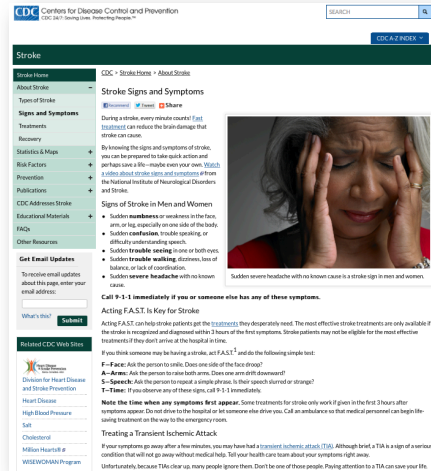 CDC Centers for Disease Control and Prevention
CDC 24/7: Saving Lives. Protecting People.™
SEARCH
CDC A-Z INDEX
Stroke
Stroke Home
About Stroke –
Types of Stroke
Signs and Symptoms
Treatments
Recovery
Statistics & Maps +
Risk Factors +
Prevention +
Publications +
CDC Addresses Stroke
Educational Materials +
FAQs
Other Resources
Get Email Updates
To receive email updates
about this page, enter your
email address:
What's this? Submit
Related CDC Web Sites
Division for Heart Disease
and Stroke Prevention
Heart Disease
High Blood Pressure
Salt
Cholesterol
Million Hearts®
WISEWOMAN Program
CDC > Stroke Home > About Stroke
Stroke Signs and Symptoms
Recommend Tweet Share
During a stroke, every minute counts! Fast
treatment can reduce the brain damage that
stroke can cause.
By knowing the signs and symptoms of stroke,
you can be prepared to take quick action and
perhaps save a life—maybe even your own. Watch
a video about stroke signs and symptoms from
the National Institute of Neurological Disorders
and Stroke.
Signs of Stroke in Men and Women
• Sudden numbness or weakness in the face,
arm, or leg, especially on one side of the body.
• Sudden confusion, trouble speaking, or
difficulty understanding speech.
• Sudden trouble seeing in one or both eyes.
• Sudden trouble walking, dizziness, loss of
balance, or lack of coordination.
• Sudden severe headache with no known
cause.
Sudden severe headache with no known cause is a stroke sign in men and women.
Call 9-1-1 immediately if you or someone else has any of these symptoms.
Acting F.A.S.T. Is Key for Stroke
Acting F.A.S.T. can help stroke patients get the treatments they desperately need. The most effective stroke treatments are only available if
the stroke is recognized and diagnosed within 3 hours of the first symptoms. Stroke patients may not be eligible for the most effective
treatments if they don't arrive at the hospital in time.
If you think someone may be having a stroke, act F.A.S.T.1 and do the following simple test:
F—Face: Ask the person to smile. Does one side of the face droop?
A—Arms: Ask the person to raise both arms. Does one arm drift downward?
S—Speech: Ask the person to repeat a simple phrase. Is their speech slurred or strange?
T—Time: If you observe any of these signs, call 9-1-1 immediately.
Note the time when any symptoms first appear. Some treatments for stroke only work if given in the first 3 hours after
symptoms appear. Do not drive to the hospital or let someone else drive you. Call an ambulance so that medical personnel can begin life-
saving treatment on the way to the emergency room.
Treating a Transient Ischemic Attack
If your symptoms go away after a few minutes, you may have had a transient ischemic attack (TIA). Although brief, a TIA is a sign of a serious
condition that will not go away without medical help. Tell your health care team about your symptoms right away.
Unfortunately, because TIAs clear up, many people ignore them. Don't be one of those people. Paying attention to a TIA can save your life.